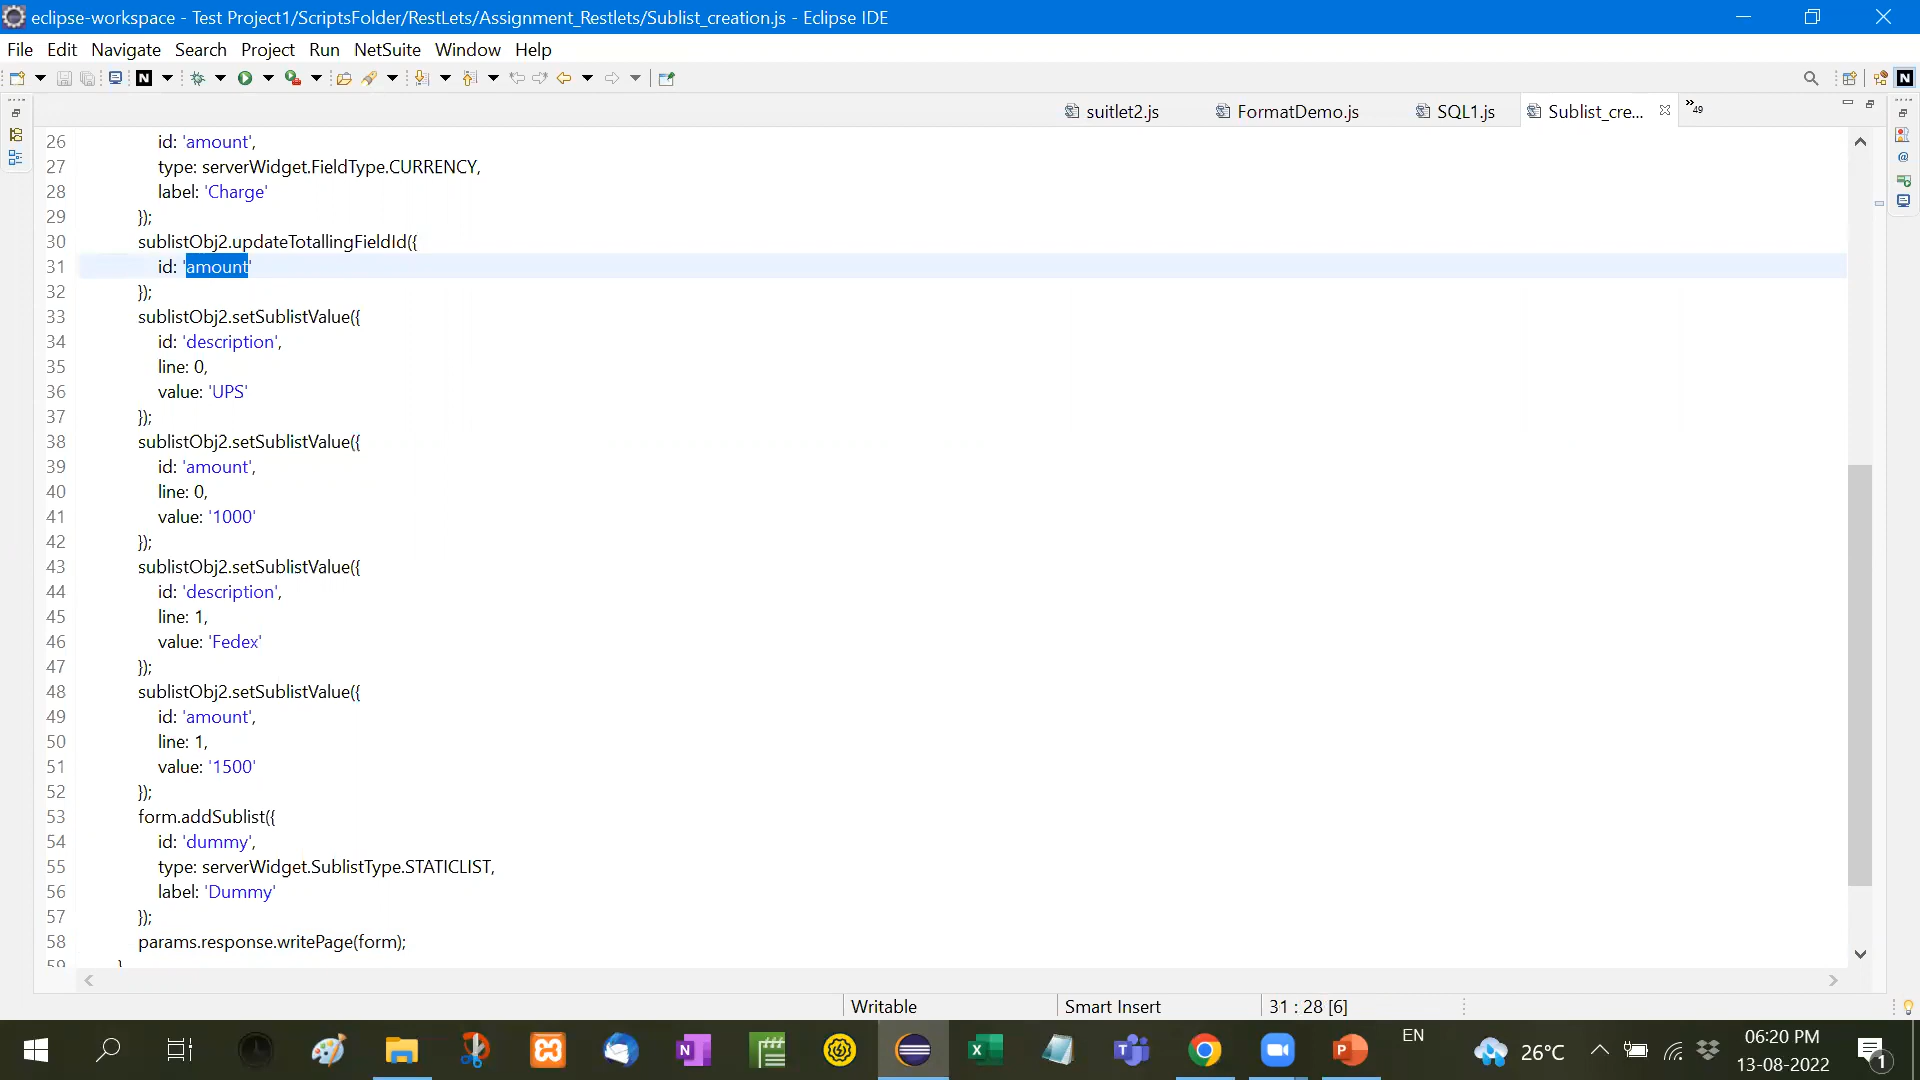 eclipse-workspace - Test Project1/ScriptsFolder/RestLets/Assignment_Restlets/Sublist_creation.js - Eclipse IDE
File Edit Navigate Search Project Run NetSuite Window Help
N
N
suitlet2.js FormatDemo.js SQL1.js Sublist_cre... »49
26 id: 'amount',
27 type: serverWidget.FieldType.CURRENCY,
28 label: 'Charge'
29 });
30 sublistObj2.updateTotallingFieldId({
31 id: 'amount'
32 });
33 sublistObj2.setSublistValue({
34 id: 'description',
35 line: 0,
36 value: 'UPS'
37 });
38 sublistObj2.setSublistValue({
39 id: 'amount',
40 line: 0,
41 value: '1000'
42 });
43 sublistObj2.setSublistValue({
44 id: 'description',
45 line: 1,
46 value: 'Fedex'
47 });
48 sublistObj2.setSublistValue({
49 id: 'amount',
50 line: 1,
51 value: '1500'
52 });
53 form.addSublist({
54 id: 'dummy',
55 type: serverWidget.SublistType.STATICLIST,
56 label: 'Dummy'
57 });
58 params.response.writePage(form);
59 }
Writable Smart Insert 31 : 28 [6]
EN
26°C
06:20 PM
13-08-2022
1